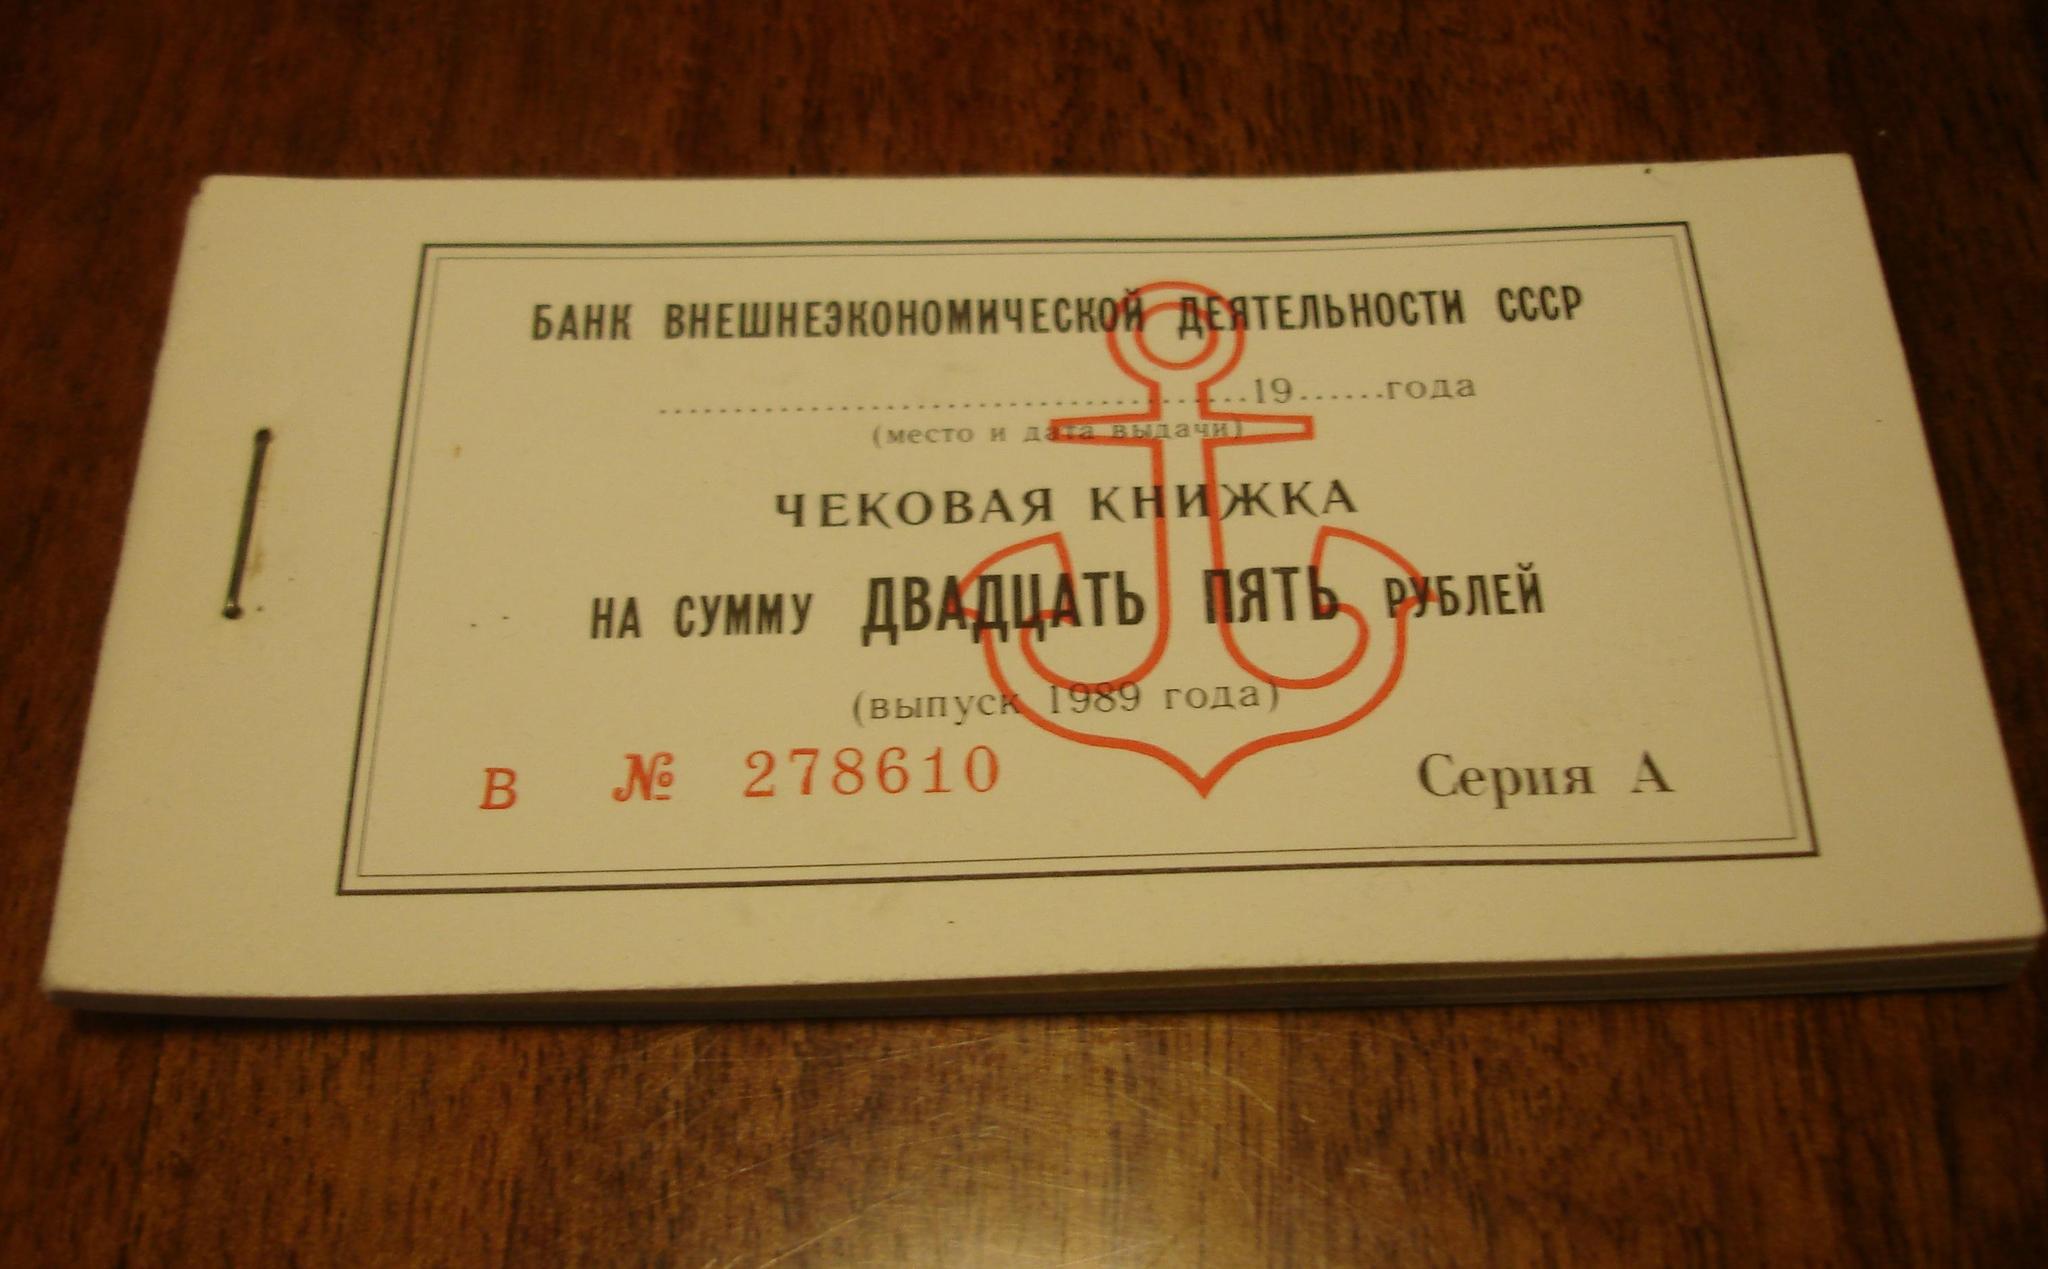 БАНК ВНЕШНЕЭКОНОМИЧЕСКОЙ ДЕЯТЕЛЬНОСТИ СССР
........................................19......года
(место и дата выдачи)
ЧЕКОВАЯ КНИЖКА
НА СУММУ ДВАДЦАТЬ ПЯТЬ РУБЛЕЙ
(выпуск 1989 года)
В № 278610 Серия А